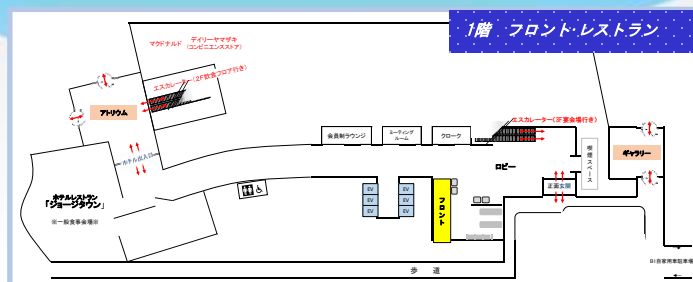 1階 フロント・レストラン
マクドナルド
デイリーヤマザキ
(コンビニエンスストア)
エスカレーター(2F飲食フロア行き)
アトリウム
ホテル出入口
エスカレーター(3F宴会場行き)
会員制ラウンジ
ミーティング
ルーム
クローク
ロビー
喫煙スペース
ギャラリー
正面玄関
ホテルレストラン
「ジョージタウン」
※一般食事会場※
EV
EV
EV
EV
EV
EV
フロント
B1自家用車駐車場
歩道